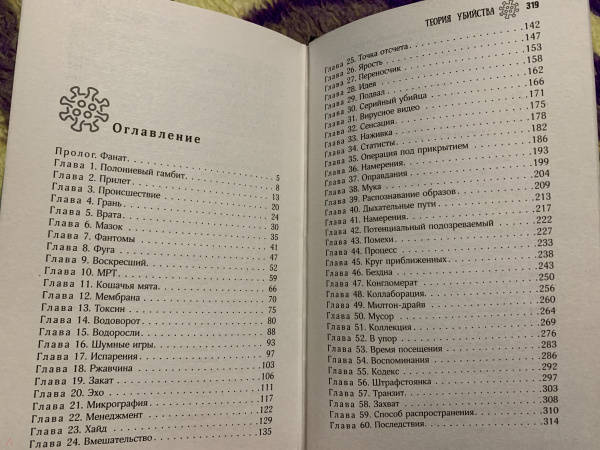 Оглавление
Пролог. Фанат. 5
Глава 1. Полониевый гамбит. 8
Глава 2. Прилет 13
Глава 3. Происшествие 20
Глава 4. Грань 24
Глава 5. Врата. 30
Глава 6. Мазок 35
Глава 7. Фантомы 41
Глава 8. Фуга 47
Глава 9. Воскресший. 52
Глава 10. МРТ. 59
Глава 11. Кошачья мята. 66
Глава 12. Мембрана 70
Глава 13. Токсин 75
Глава 14. Водоворот 80
Глава 15. Водоросли. 88
Глава 16. Шумные игры. 93
Глава 17. Испарения 97
Глава 18. Ржавчина 103
Глава 19. Закат 106
Глава 20. Эхо 111
Глава 21. Микрография 117
Глава 22. Менеджмент 122
Глава 23. Хайд 129
Глава 24. Вмешательство 135
ТЕОРИЯ УБИЙСТВА 319
Глава 25. Точка отсчета 142
Глава 26. Ярость 147
Глава 27. Переносчик 153
Глава 28. Идея 158
Глава 29. Подвал 162
Глава 30. Серийный убийца 166
Глава 31. Вирусное видео 171
Глава 32. Сенсация 175
Глава 33. Наживка 178
Глава 34. Статисты 182
Глава 35. Операция под прикрытием 186
Глава 36. Намерения. 193
Глава 37. Оправдания 197
Глава 38. Мука 204
Глава 39. Распознавание образов 209
Глава 40. Дыхательные пути 213
Глава 41. Намерения. 217
Глава 42. Потенциальный подозреваемый
Глава 43. Помехи
Глава 44. Процесс 233
Глава 45. Круг приближенных. 238
Глава 46. Бездна 243
Глава 47. Конгломерат 250
Глава 48. Коллаборация. 256
Глава 49. Милтон-драйв 260
Глава 50. Мусор 264
Глава 51. Коллекция 269
Глава 52. В упор 276
Глава 53. Время посещения 282
Глава 54. Воспоминания 286
Глава 55. Кодекс 293
Глава 56. Штрафстоянка 297
Глава 57. Транзит. 303
Глава 58. Захват 308
Глава 59. Способ распространения. 310
Глава 60. Последствия. 314